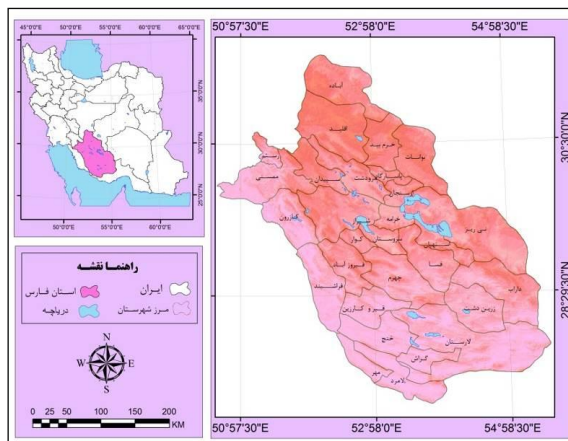 45°0'0"E 50°0'0"E 55°0'0"E 60°0'0"E
35°0'0"N
30°0'0"N
25°0'0"N
50°0'0"E 55°0'0"E 60°0'0"E
راهنما نقشه
ایران
استان فارس
مرز شهرستان
دریاچه
N
W E
S
0 25 50 100 150 200
KM
50°57'30"E 52°58'0"E 54°58'30"E
30°30'0"N
28°29'30"N
آباده
اقلید
خرم بید
بوانات
رستم
ممسنی
سپیدان
مرودشت
پاسارگاد
ارسنجان
کازرون
شیراز
خرامه
نی ریز
کوار
سروستان
استهبان
فسا
فیروز آباد
جهرم
داراب
فراشبند
قیر و کارزین
زرین دشت
لارستان
خنج
گراش
مهر
لامرد
50°57'30"E 52°58'0"E 54°58'30"E